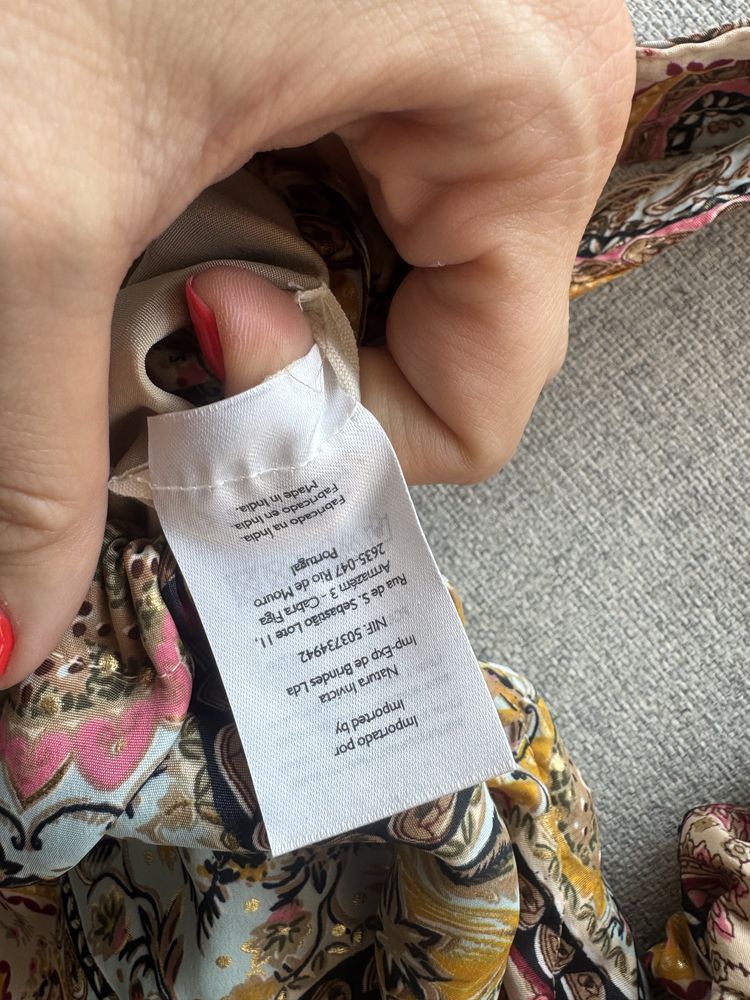 Importado por
Imported by
Natura Invicta
Imp-Exp de Brindes Lda
NIF. 503734942
Rua de S. Sebastião Lote 11,
Armazém 3 - Cabra Figa
2635-047 Rio de Mouro
Portugal
Fabricado na Índia.
Fabricado en India.
Made in India.